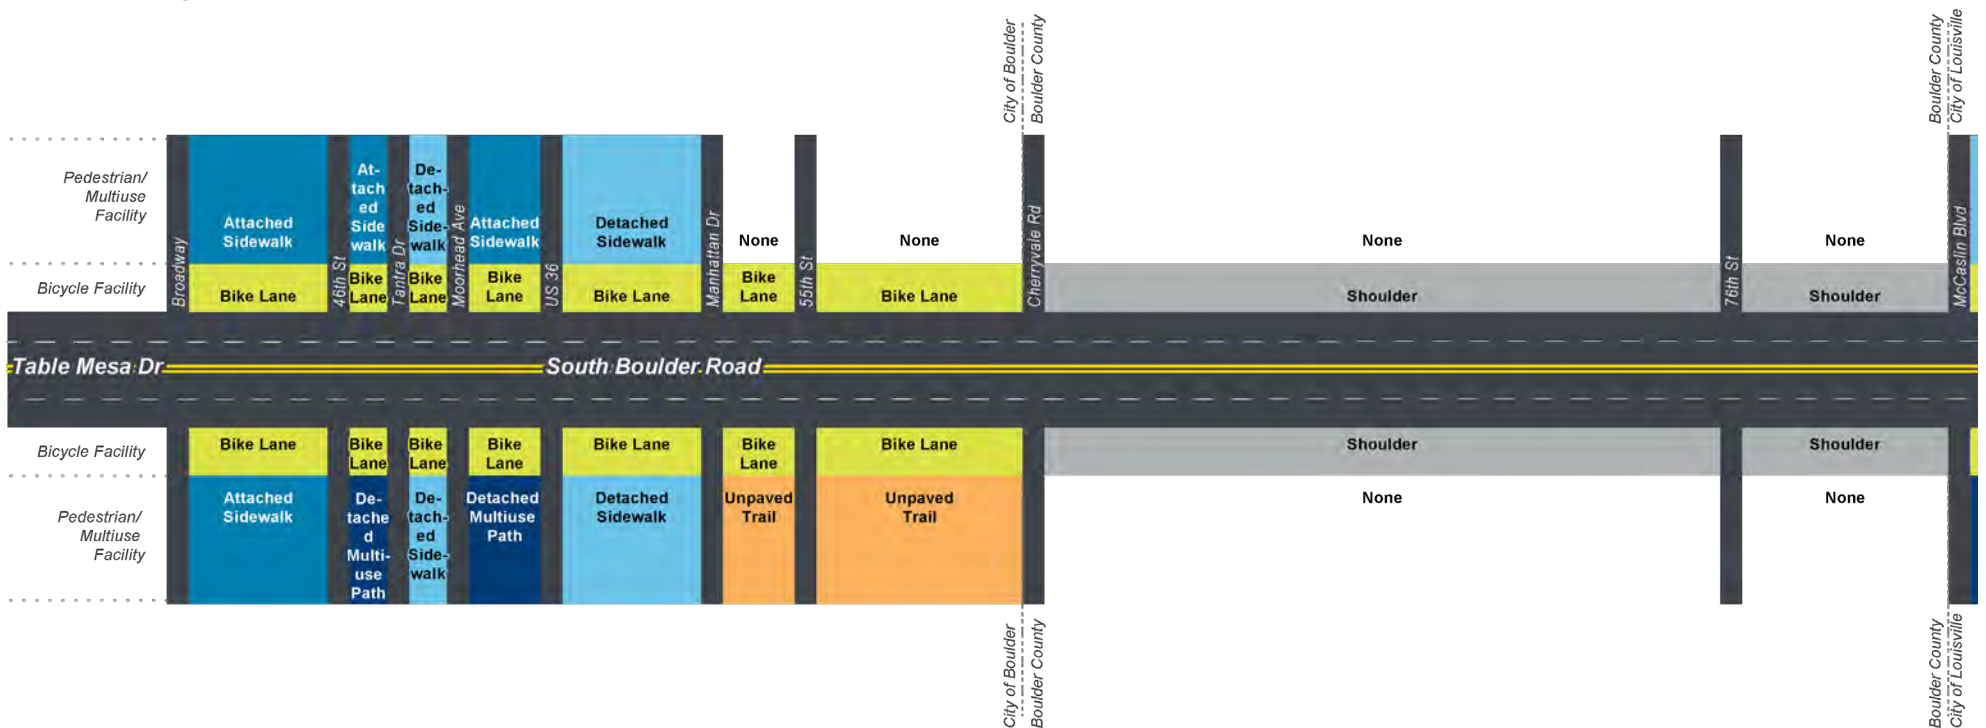 City of Boulder
Boulder County
Boulder County
City of Louisville
Pedestrian/
Multiuse
Facility
Attached
Sidewalk
At-
tach
ed
Side
walk
De-
tach-
ed
Side-
walk
Attached
Sidewalk
Detached
Sidewalk
None
None
None
None
Bicycle Facility
Broadway
Bike Lane
46th St
Bike
Lane
Tantra Dr
Bike
Lane
Moorhead Ave
Bike
Lane
US 36
Bike Lane
Manhattan Dr
Bike
Lane
55th St
Bike Lane
Cherryvale Rd
Shoulder
76th St
Shoulder
McCaslin Blvd
Table Mesa Dr
South Boulder Road
Bicycle Facility
Bike Lane
Bike
Lane
Bike
Lane
Bike
Lane
Bike Lane
Bike
Lane
Bike Lane
Shoulder
Shoulder
Pedestrian/
Multiuse
Facility
Attached
Sidewalk
De-
tache
d
Multi-
use
Path
De-
tach-
ed
Side-
walk
Detached
Multiuse
Path
Detached
Sidewalk
Unpaved
Trail
Unpaved
Trail
None
None
City of Boulder
Boulder County
Boulder County
City of Louisville